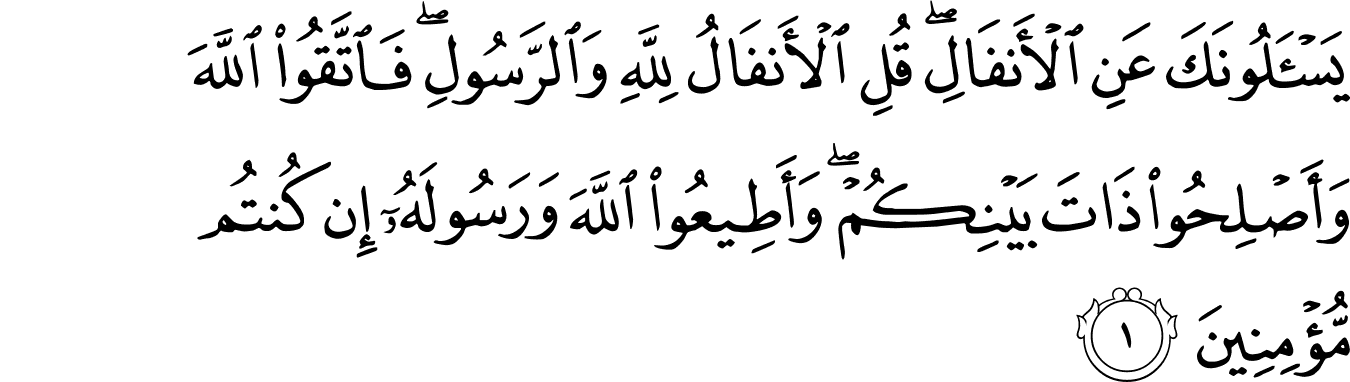 يَسْـَٔلُونَكَ عَنِ ٱلْأَنفَالِ ۖ قُلِ ٱلْأَنفَالُ لِلَّهِ وَٱلرَّسُولِ ۖ فَٱتَّقُوا۟ ٱللَّهَ
وَأَصْلِحُوا۟ ذَاتَ بَيْنِكُمْ ۖ وَأَطِيعُوا۟ ٱللَّهَ وَرَسُولَهُۥٓ إِن كُنتُم
مُّؤْمِنِينَ ١